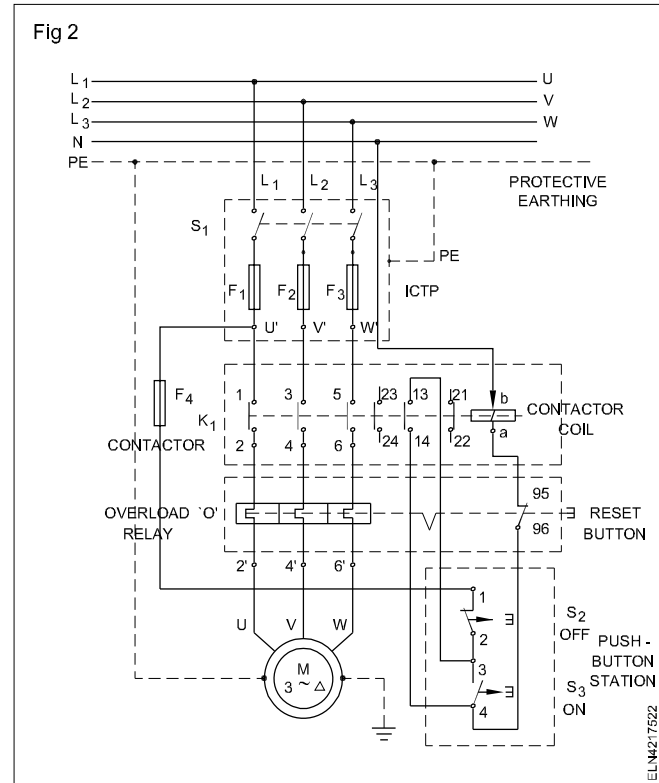 Fig 2
L1 U
L2 V
L3 W
N
PE
L1 L2 L3
PROTECTIVE
EARTHING
S1
PE
F1 F2 F3 ICTP
U' V' W'
F4
1 3 5 23 13 21 b
K1
CONTACTOR
COIL
CONTACTOR
2 4 6 24 14 22 a
95
OVERLOAD `O'
RELAY
RESET
BUTTON
96
2' 4' 6'
1
U V W
S2
OFF
2
PUSH -
BUTTON
STATION
M
3 ~ Δ
3
S3
ON
4
ELN4217522